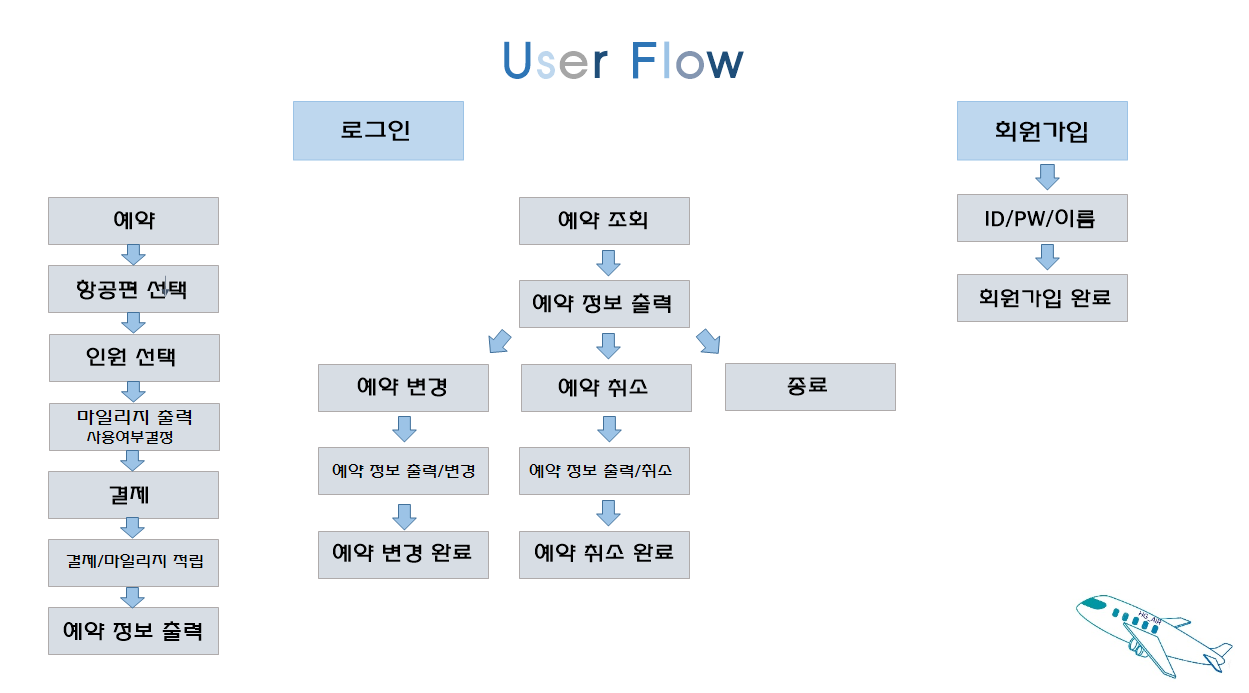 User Flow
로그인
회원가입
예약
항공편 선택
인원 선택
마일리지 출력
사용여부결정
결제
결제/마일리지 적립
예약 정보 출력
예약 조회
예약 정보 출력
예약 변경
예약 정보 출력/변경
예약 변경 완료
예약 취소
예약 정보 출력/취소
예약 취소 완료
종료
ID/PW/이름
회원가입 완료
HG_AIR